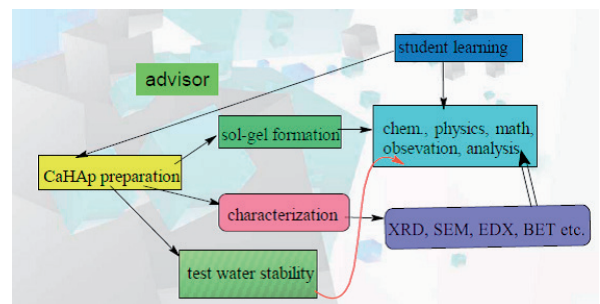 student learning
advisor
sol-gel formation
chem., physics, math,
obsevation, analysis
CaHAp preparation
characterization
XRD, SEM, EDX, BET etc.
test water stability